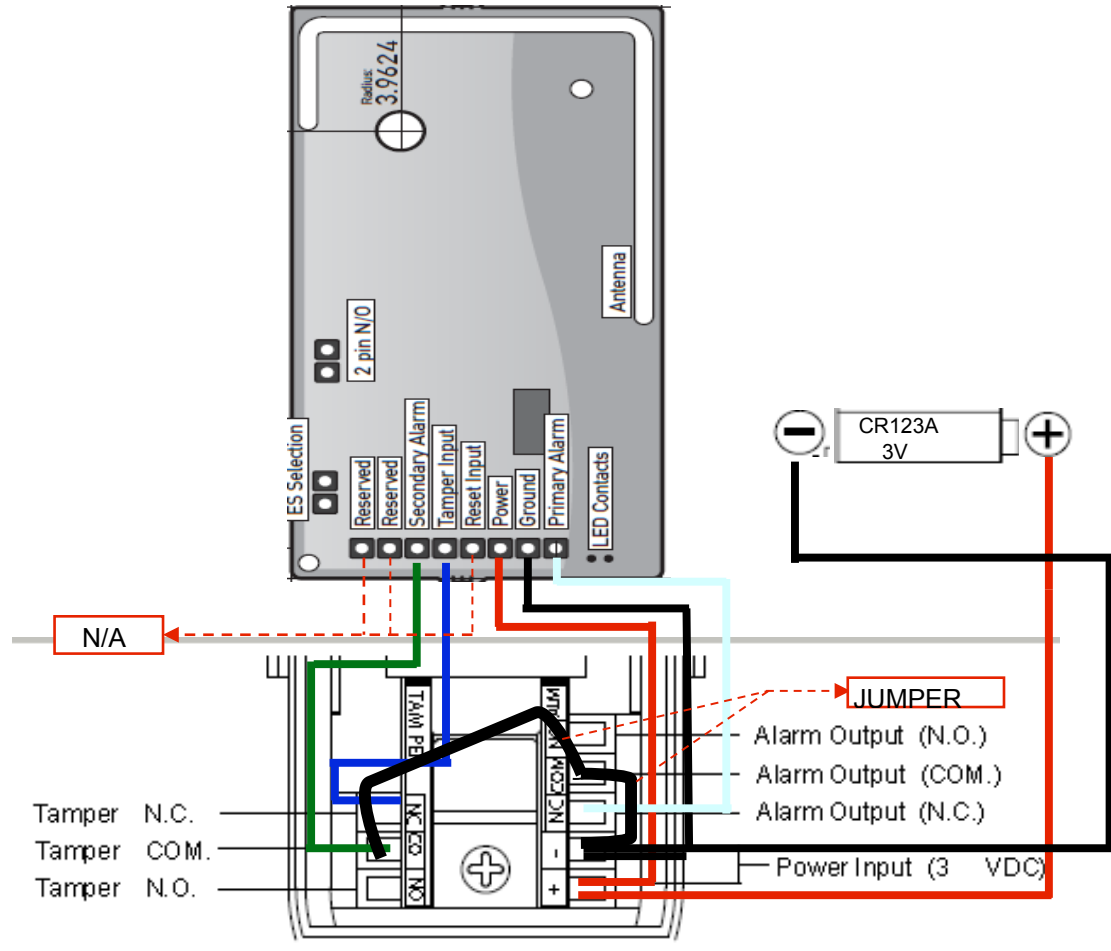 Radius:
3.9624
Antenna
2 pin N/O
ES Selection
Reserved
Reserved
Secondary Alarm
Tamper Input
Reset Input
Power
Ground
Primary Alarm
LED Contacts
CR123A
3V
N/A
JUMPER
NC
CO
NO
COM
NC
-
+
Alarm Output (N.O.)
Alarm Output (COM.)
Alarm Output (N.C.)
Power Input (3 VDC)
Tamper N.C.
Tamper COM.
Tamper N.O.